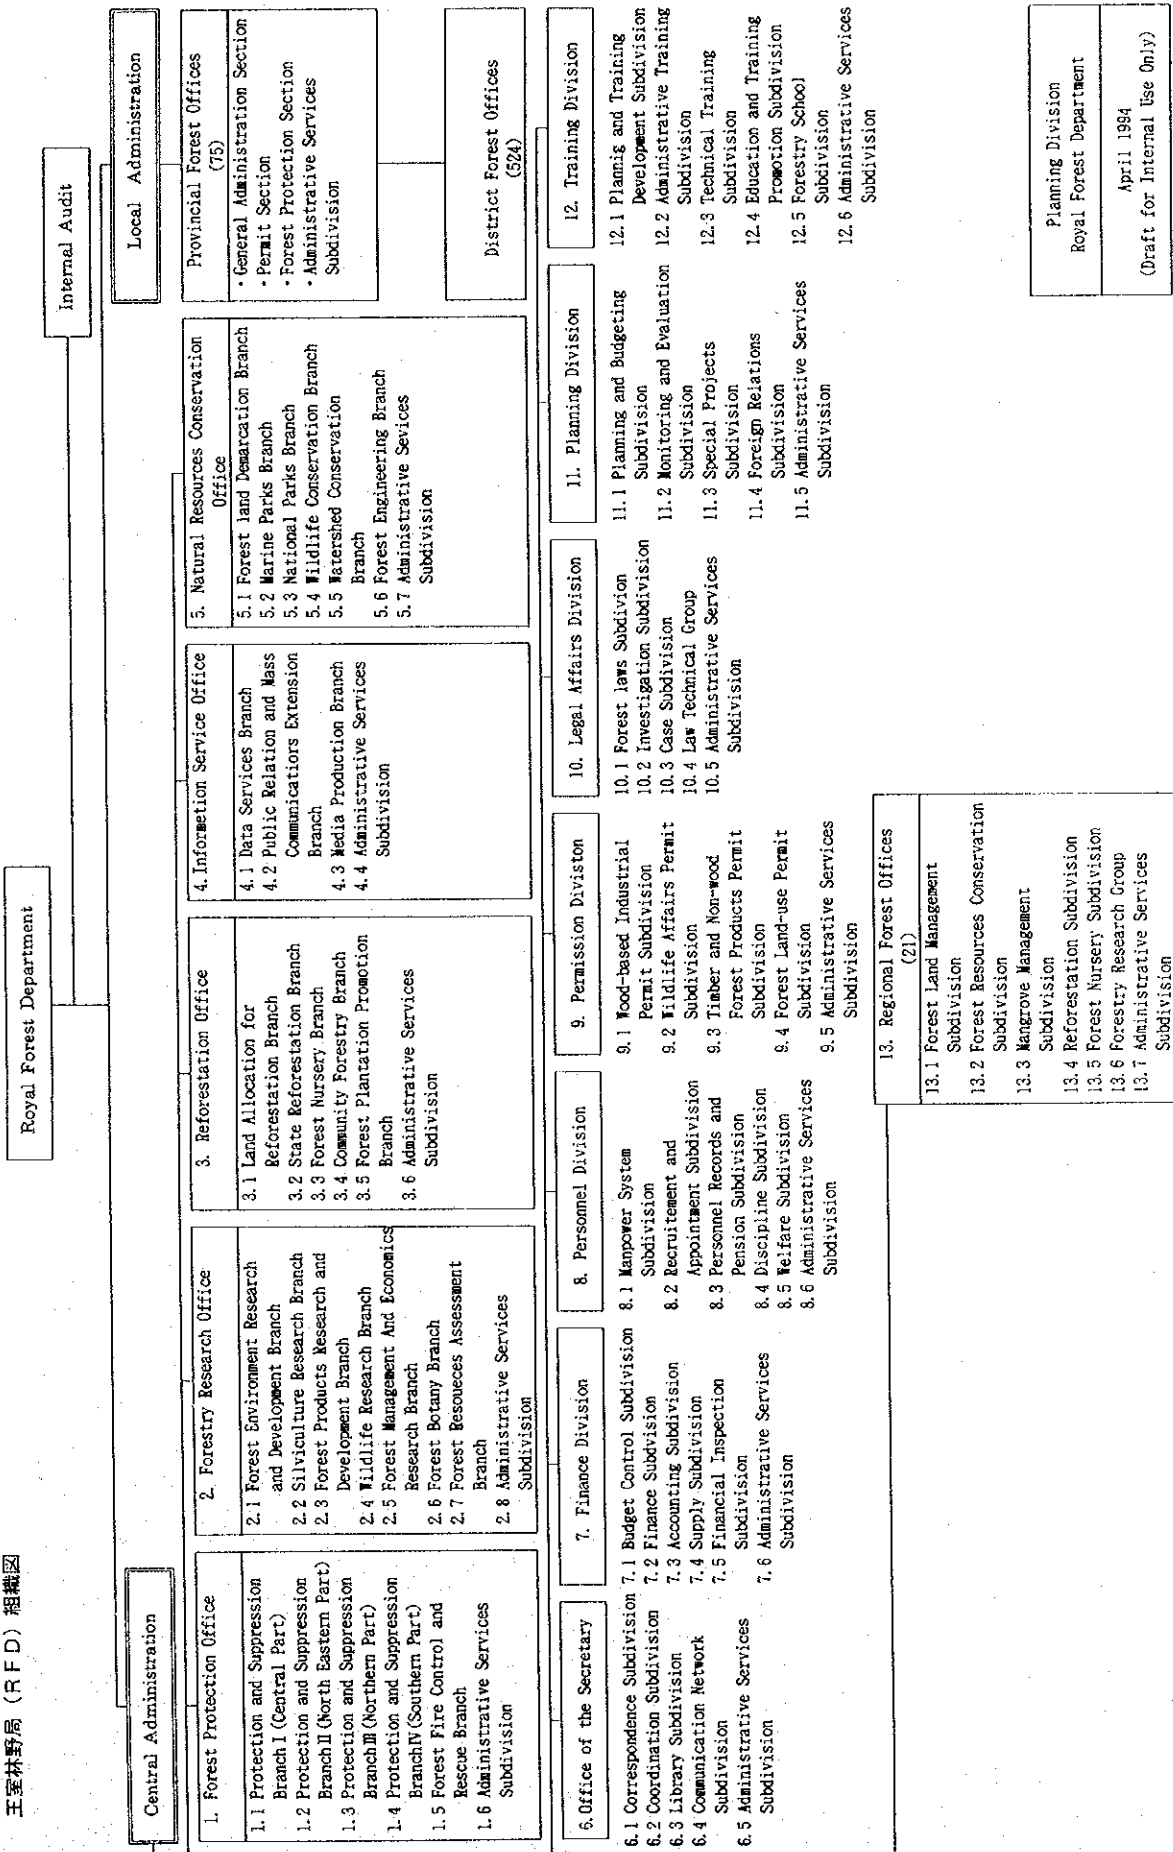 王室林野局（ＲＦＤ）組織図
Royal Forest Department
Internal Audit
Central Administration
Local Administration
1. Forest Protection Office
1.1 Protection and Suppression
Branch I (Central Part)
1.2 Protection and Suppression
Branch II (North Eastern Part)
1.3 Protection and Suppression
Branch III (Northern Part)
1.4 Protection and Suppression
Branch IV (Southern Part)
1.5 Forest Fire Control and
Rescue Branch
1.6 Administrative Services
Subdivision
2. Forestry Research Office
2.1 Forest Environment Research
and Development Branch
2.2 Silviculture Research Branch
2.3 Forest Products Research and
Development Branch
2.4 Wildlife Research Branch
2.5 Forest Management And Economics
Research Branch
2.6 Forest Botany Branch
2.7 Forest Resoueces Assessment
Branch
2.8 Administrative Services
Subdivision
3. Reforestation Office
3.1 Land Allocation for
Reforestation Branch
3.2 State Reforestation Branch
3.3 Forest Nursery Branch
3.4 Community Forestry Branch
3.5 Forest Plantation Promotion
Branch
3.6 Administrative Services
Subdivision
4. Informetion Service Office
4.1 Data Services Branch
4.2 Public Relation and Mass
Communicatiors Extension
Branch
4.3 Media Production Branch
4.4 Administrative Services
Subdivision
5. Natural Resources Conservation
Office
5.1 Forest land Demarcation Branch
5.2 Marine Parks Branch
5.3 National Parks Branch
5.4 Wildlife Conservation Branch
5.5 Watershed Conservation
Branch
5.6 Forest Engineering Branch
5.7 Administrative Sevices
Subdivision
Provincial Forest Offices
(75)
・General Administration Section
・Permit Section
・Forest Protection Section
・Administrative Services
Subdivision
District Forest Offices
(524)
6. Office of the Secretary
6.1 Correspondence Subdivision
6.2 Coordination Subdivision
6.3 Library Subdivision
6.4 Communication Network
Subdivision
6.5 Administrative Services
Subdivision
7. Finance Division
7.1 Budget Control Subdivision
7.2 Finance Subdvision
7.3 Accounting Subdivision
7.4 Supply Subdivision
7.5 Financial Inspection
Subdivision
7.6 Administrative Services
Subdivision
8. Personnel Division
8.1 Manpower System
Subdivision
8.2 Recruitement and
Appointment Subdivision
8.3 Personnel Records and
Pension Subdivision
8.4 Discipline Subdivision
8.5 Welfare Subdivision
8.6 Administrative Services
Subdivision
9. Permission Divistion
9.1 Wood-based Industrial
Permit Subdivision
9.2 Wildlife Affairs Permit
Subdivision
9.3 Timber and Non-wood
Forest Products Permit
Subdivision
9.4 Forest Land-use Permit
Subdivision
9.5 Administrative Services
Subdivision
10. Legal Affairs Division
10.1 Forest laws Subdivion
10.2 Investigation Subdivision
10.3 Case Subdivision
10.4 Law Technical Group
10.5 Administrative Services
Subdivision
11. Planning Division
11.1 Planning and Budgeting
Subdivision
11.2 Monitoring and Evaluation
Subdivision
11.3 Special Projects
Subdivision
11.4 Foreign Relations
Subdivision
11.5 Administrative Services
Subdivision
12. Training Division
12.1 Plannig and Training
Development Subdivision
12.2 Administrative Training
Subdivision
12.3 Technical Training
Subdivision
12.4 Education and Training
Promotion Subdivision
12.5 Forestry School
Subdivision
12.6 Administrative Services
Subdivision
13. Regional Forest Offices
(21)
13.1 Forest Land Management
Subdivision
13.2 Forest Resources Conservation
Subdivision
13.3 Mangrove Management
Subdivision
13.4 Reforestation Subdivision
13.5 Forest Nursery Subdivision
13.6 Forestry Research Group
13.7 Administrative Services
Subdivision
Planning Division
Royal Forest Department
April 1994
(Draft for Internal Use Only)